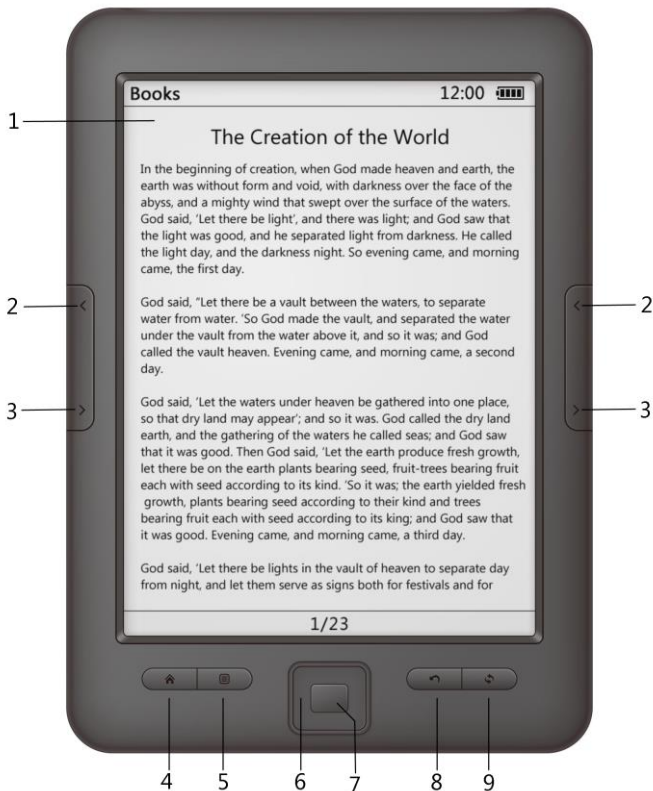 Books 12:00
1
The Creation of the World
In the beginning of creation, when God made heaven and earth, the
earth was without form and void, with darkness over the face of the
abyss, and a mighty wind that swept over the surface of the waters.
God said, 'Let there be light', and there was light; and God saw that
the light was good, and he separated light from darkness. He called
the light day, and the darkness night. So evening came, and morning
came, the first day.
2 2
God said, "Let there be a vault between the waters, to separate
water from water. 'So God made the vault, and separated the water
under the vault from the water above it, and so it was; and God
called the vault heaven. Evening came, and morning came, a second
day.
3 3
God said, 'Let the waters under heaven be gathered into one place,
so that dry land may appear'; and so it was. God called the dry land
earth, and the gathering of the waters he called seas; and God saw
that it was good. Then God said, 'Let the earth produce fresh growth,
let there be on the earth plants bearing seed, fruit-trees bearing fruit
each with seed according to its kind. 'So it was; the earth yielded fresh
growth, plants bearing seed according to their kind and trees
bearing fruit each with seed according to its king; and God saw that
it was good. Evening came, and morning came, a third day.
God said, 'Let there be lights in the vault of heaven to separate day
from night, and let them serve as signs both for festivals and for
1/23
4 5 6 7 8 9